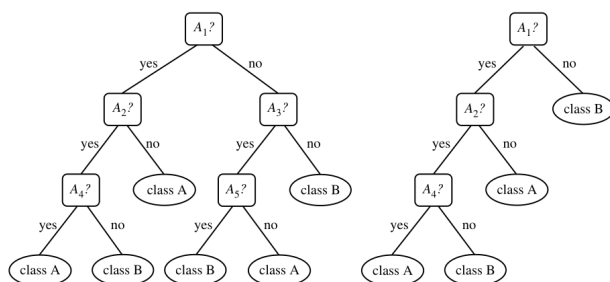 A1? A1?
yes no yes no
A2? A3? A2? class B
yes no yes no yes no
A4? class A A5? class B A4? class A
yes no yes no yes no
class A class B class B class A class A class B